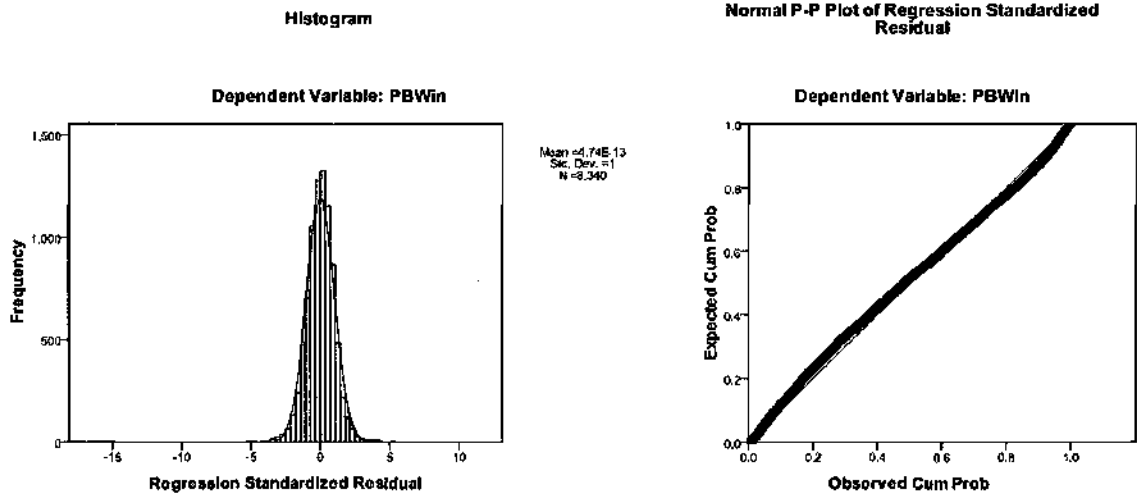 Histogram
Dependent Variable: PBWin
1,500
1,000
500
0
-15
-10
-5
0
5
10
Frequency
Regression Standardized Residual
Mean =4.74E-13
Std. Dev. =1
N =8,340
Normal P-P Plot of Regression Standardized
Residual
Dependent Variable: PBWin
1.0
0.8
0.6
0.4
0.2
0.0
0.0
0.2
0.4
0.6
0.8
1.0
Expected Cum Prob
Observed Cum Prob